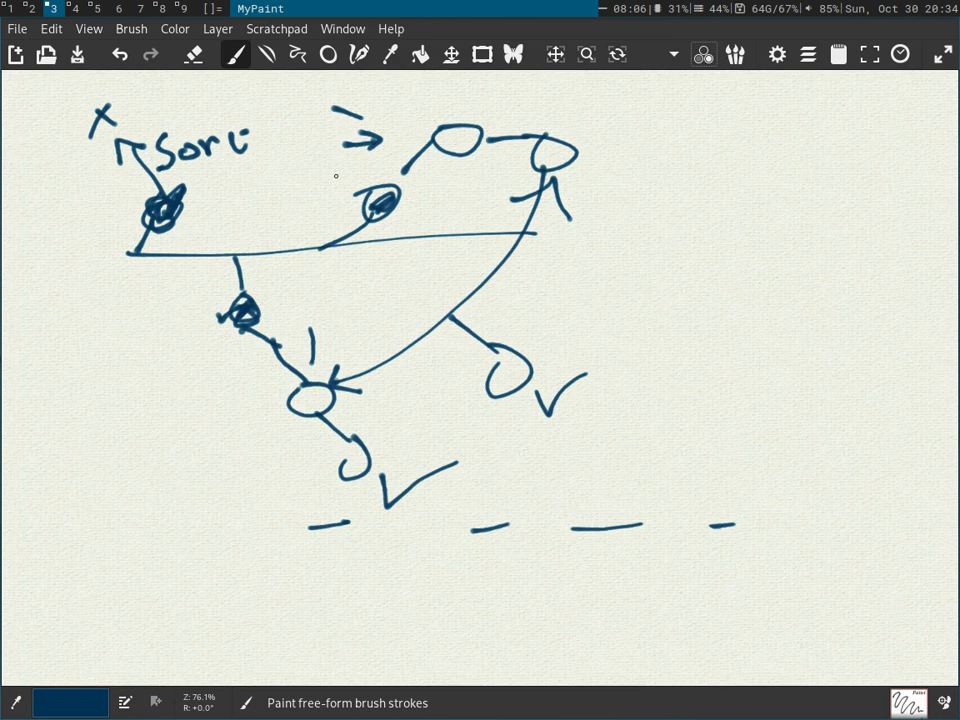 1 2 3 4 5 6 7 8 9 []= MyPaint 08:06 31% 44% 64G/67% 85% Sun, Oct 30 20:34
File Edit View Brush Color Layer Scratchpad Window Help
x
Sort
Z: 76.1%
R: +0.0°
Paint free-form brush strokes